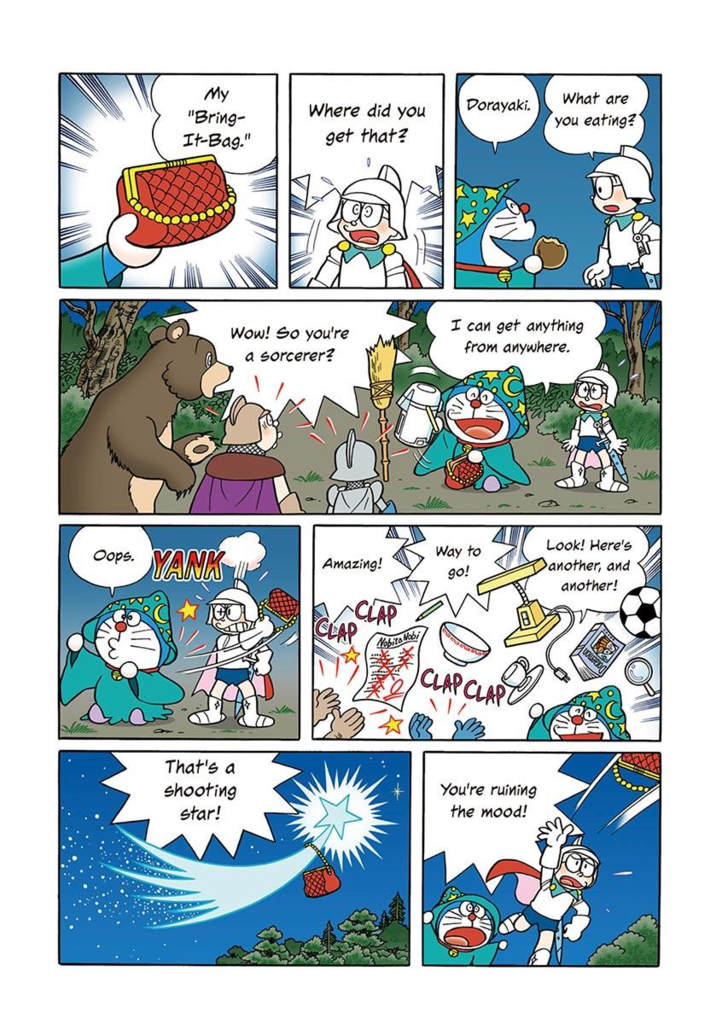 What are
you eating?
Dorayaki.
Where did you
get that?
My
"Bring-
It-Bag."
I can get anything
from anywhere.
Wow! So you're
a sorcerer?
Look! Here's
another, and
another!
Way to
go!
Amazing!
Nobita Nobi
CLAP
CLAP
CLAP
CLAP
YANK
Oops.
You're ruining
the mood!
That's a
shooting
star!